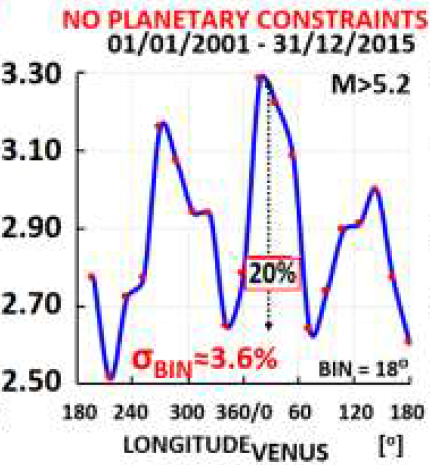 NO PLANETARY CONSTRAINTS
01/01/2001 - 31/12/2015
3.30
M>5.2
3.10
2.90
20%
2.70
σBIN≈3.6%
BIN = 18º
2.50
180 240 300 360/0 60 120 180
LONGITUDEVENUS [º]